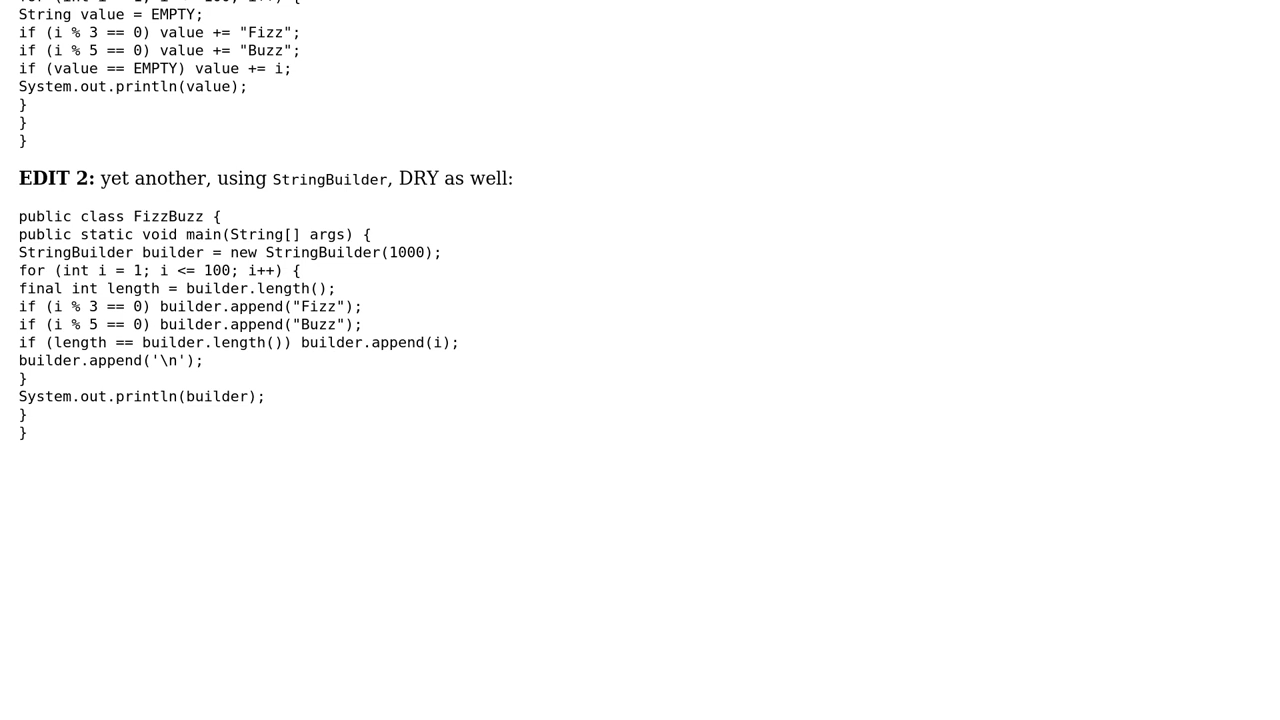 String value = EMPTY;
if (i % 3 == 0) value += "Fizz";
if (i % 5 == 0) value += "Buzz";
if (value == EMPTY) value += i;
System.out.println(value);
}
}
}
EDIT 2: yet another, using StringBuilder, DRY as well:
public class FizzBuzz {
public static void main(String[] args) {
StringBuilder builder = new StringBuilder(1000);
for (int i = 1; i <= 100; i++) {
final int length = builder.length();
if (i % 3 == 0) builder.append("Fizz");
if (i % 5 == 0) builder.append("Buzz");
if (length == builder.length()) builder.append(i);
builder.append('\n');
}
System.out.println(builder);
}
}